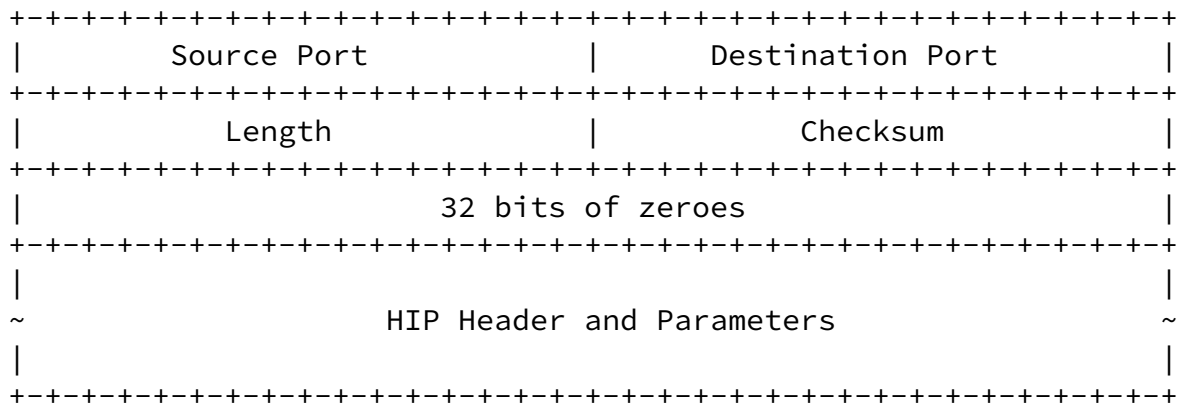 +-+-+-+-+-+-+-+-+-+-+-+-+-+-+-+-+-+-+-+-+-+-+-+-+-+-+-+-+-+-+-+-+
|        Source Port            |      Destination Port         |
+-+-+-+-+-+-+-+-+-+-+-+-+-+-+-+-+-+-+-+-+-+-+-+-+-+-+-+-+-+-+-+-+
|           Length              |           Checksum            |
+-+-+-+-+-+-+-+-+-+-+-+-+-+-+-+-+-+-+-+-+-+-+-+-+-+-+-+-+-+-+-+-+
|                       32 bits of zeroes                       |
+-+-+-+-+-+-+-+-+-+-+-+-+-+-+-+-+-+-+-+-+-+-+-+-+-+-+-+-+-+-+-+-+
|                                                               |
~                    HIP Header and Parameters                  ~
|                                                               |
+-+-+-+-+-+-+-+-+-+-+-+-+-+-+-+-+-+-+-+-+-+-+-+-+-+-+-+-+-+-+-+-+